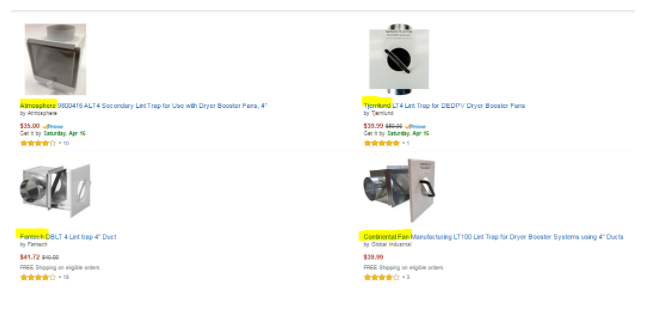 Atmosphere 9800416 ALT4 Secondary Lint Trap for Use with Dryer Booster Fans, 4"
by Atmosphere
$35.00 Prime
Get it by Saturday, Apr 16
10
Tjernlund LT4 Lint Trap for DEDPV Dryer Booster Fans
by Tjernlund
$39.99 Prime
Get it by Saturday, Apr 16
1
Fantech DBLT 4 Lint trap 4" Duct
by Fantech
$41.72
FREE Shipping on eligible orders
18
Continental Fan Manufacturing LT100 Lint Trap for Dryer Booster Systems using 4" Ducts
by Global Industrial
$39.99
FREE Shipping on eligible orders
3